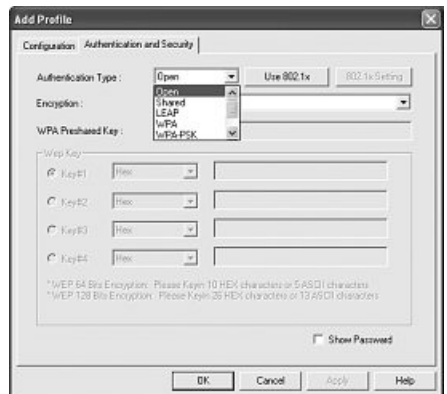 Add Profile
Configuration
Authentication and Security
Authentication Type :
Open
Use 802.1x
802.1x Setting
Open
Shared
LEAP
WPA
WPA-PSK
Encryption :
WPA Preshared Key :
Wep Key
Key#1
Hex
Key#2
Hex
Key#3
Hex
Key#4
Hex
*WEP 64 Bits Encryption: Please Keyin 10 HEX characters or 5 ASCII characters
*WEP 128 Bits Encryption: Please Keyin 26 HEX characters or 13 ASCII characters
Show Password
OK
Cancel
Apply
Help